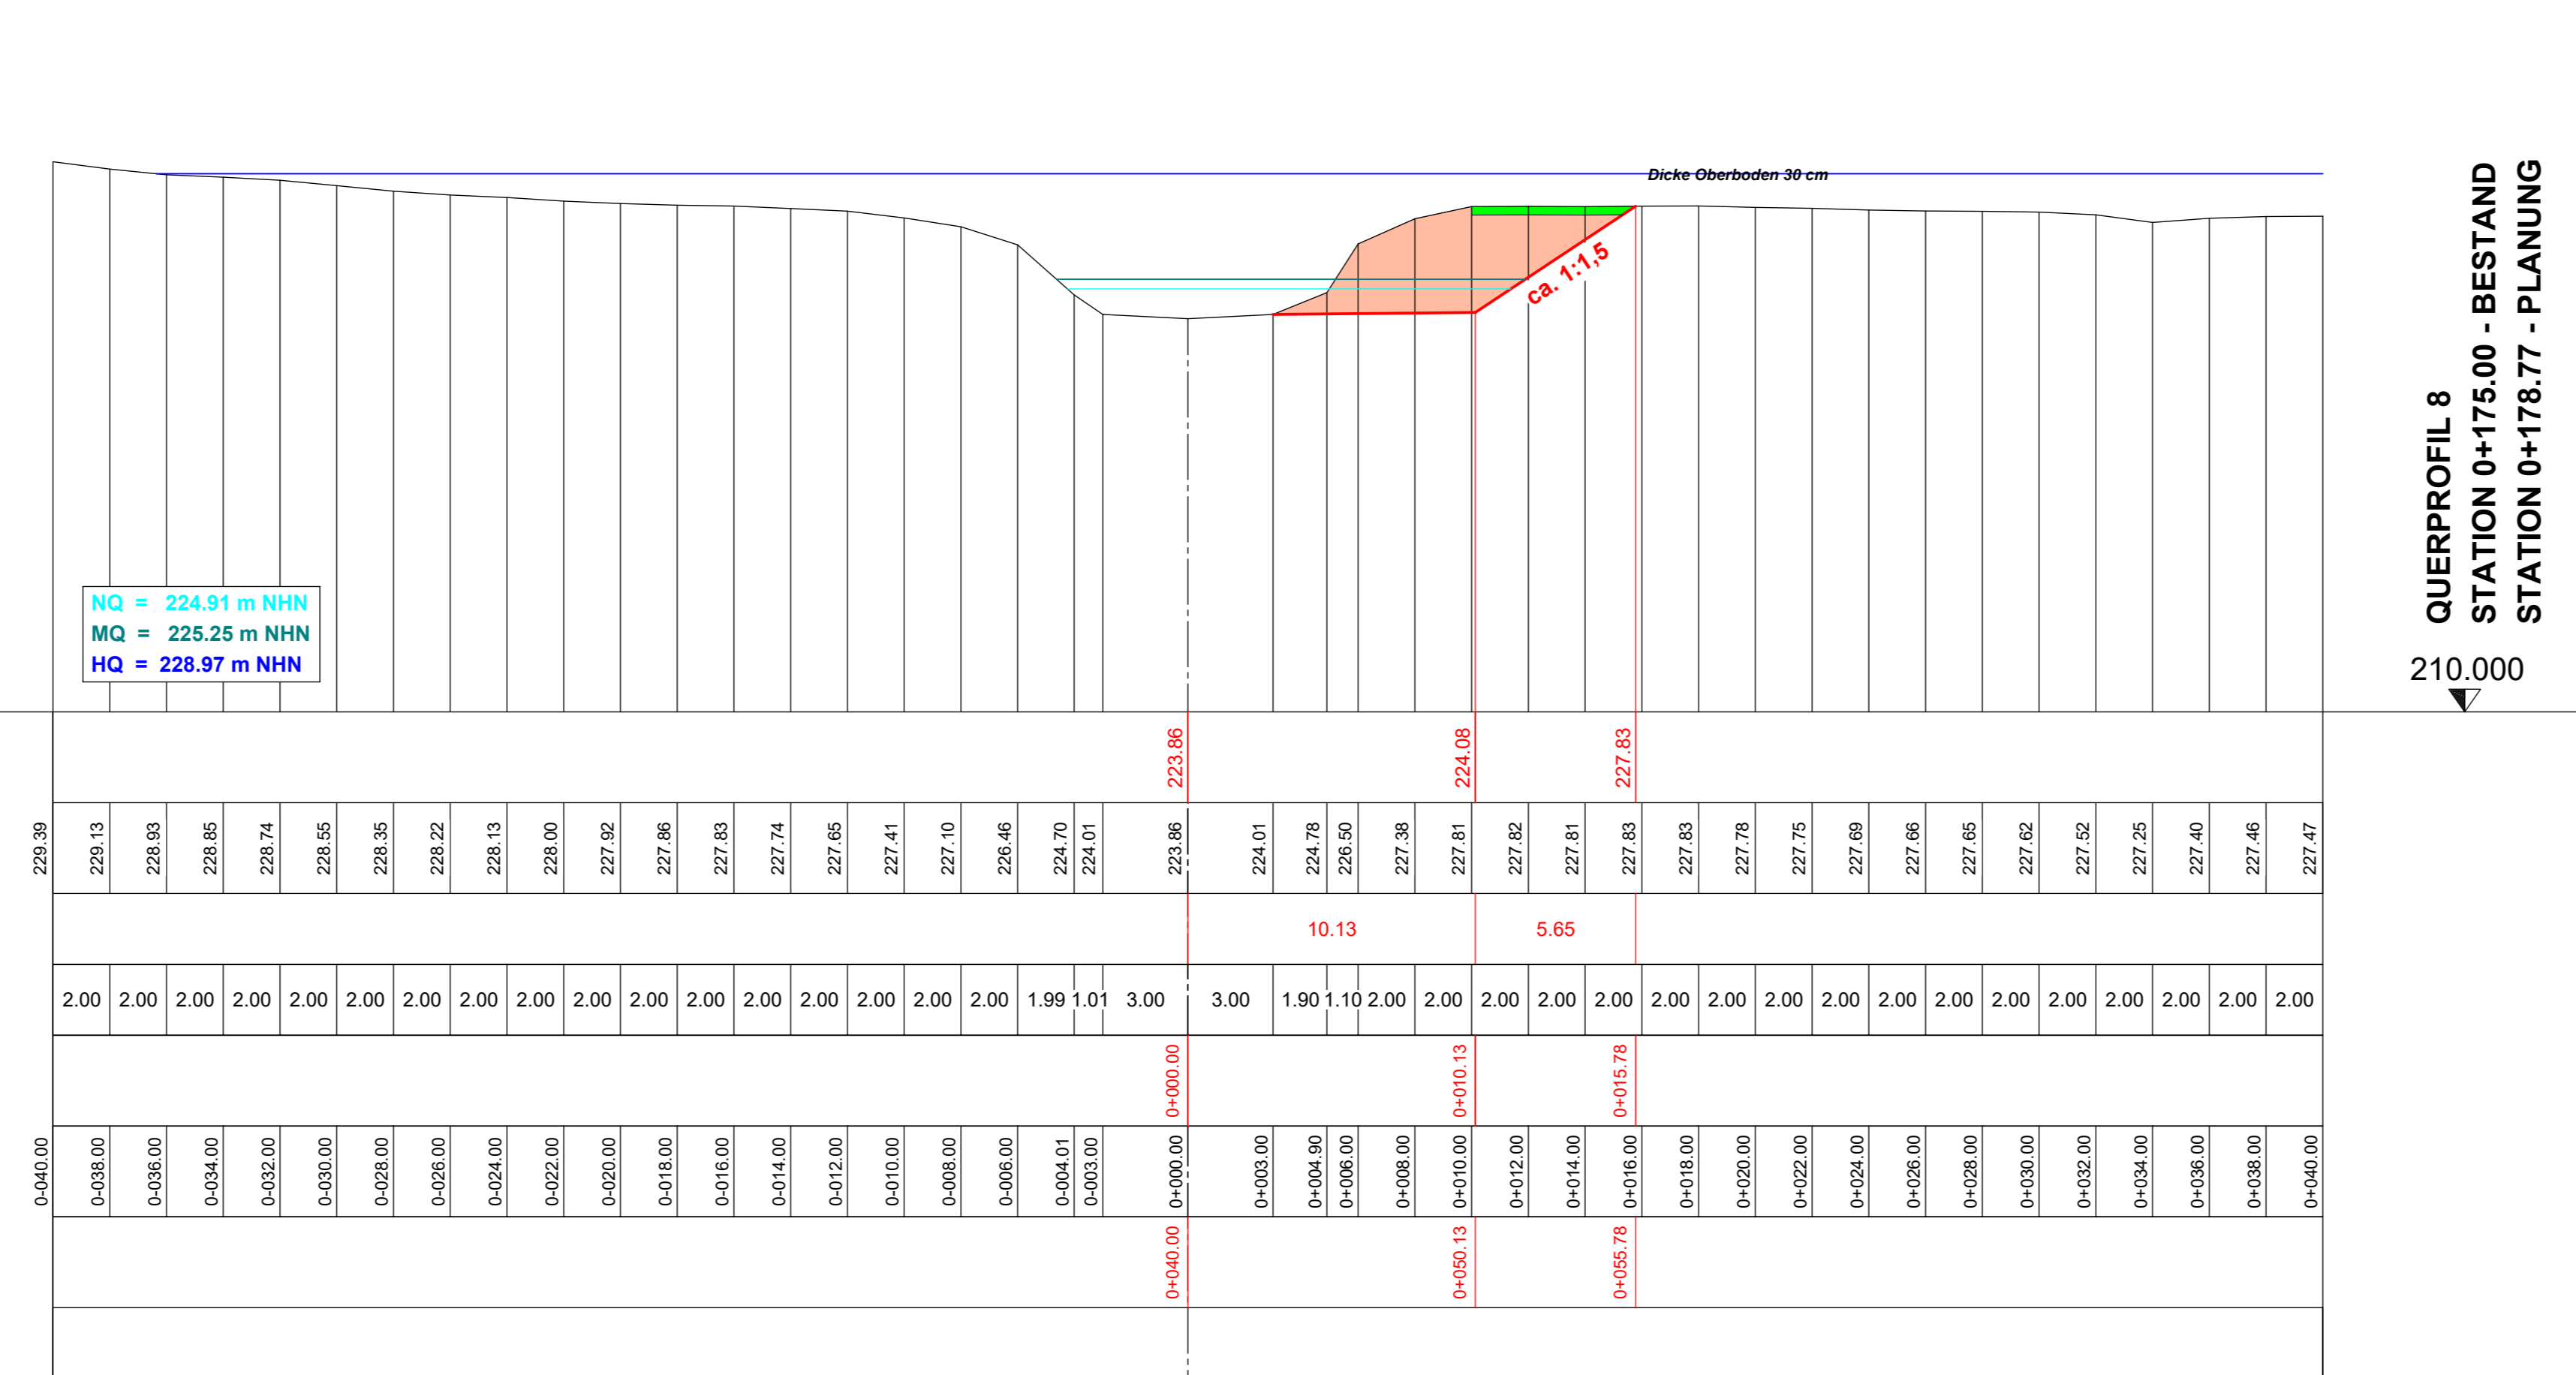 Dicke Oberboden 30 cm
ca. 1:1,5
QUERPROFIL 8
STATION 0+175.00 - BESTAND
STATION 0+178.77 - PLANUNG
NQ = 224.91 m NHN
MQ = 225.25 m NHN
HQ = 228.97 m NHN
210.000
223.86 224.08 227.83
229.39 229.13 228.93 228.85 228.74 228.55 228.35 228.22 228.13 228.00 227.92 227.86 227.83 227.74 227.65 227.41 227.10 226.46 224.70 224.01 223.86 224.01 224.78 226.50 227.38 227.81 227.82 227.81 227.83 227.83 227.78 227.75 227.69 227.66 227.65 227.62 227.52 227.25 227.40 227.46 227.47
10.13 5.65
2.00 2.00 2.00 2.00 2.00 2.00 2.00 2.00 2.00 2.00 2.00 2.00 2.00 2.00 2.00 2.00 2.00 1.99 1.01 3.00 3.00 1.90 1.10 2.00 2.00 2.00 2.00 2.00 2.00 2.00 2.00 2.00 2.00 2.00 2.00 2.00 2.00 2.00 2.00 2.00
0+000.00 0+010.13 0+015.78
0-040.00 0-038.00 0-036.00 0-034.00 0-032.00 0-030.00 0-028.00 0-026.00 0-024.00 0-022.00 0-020.00 0-018.00 0-016.00 0-014.00 0-012.00 0-010.00 0-008.00 0-006.00 0-004.01 0-003.00 0+000.00 0+003.00 0+004.90 0+006.00 0+008.00 0+010.00 0+012.00 0+014.00 0+016.00 0+018.00 0+020.00 0+022.00 0+024.00 0+026.00 0+028.00 0+030.00 0+032.00 0+034.00 0+036.00 0+038.00 0+040.00
0+040.00 0+050.13 0+055.78